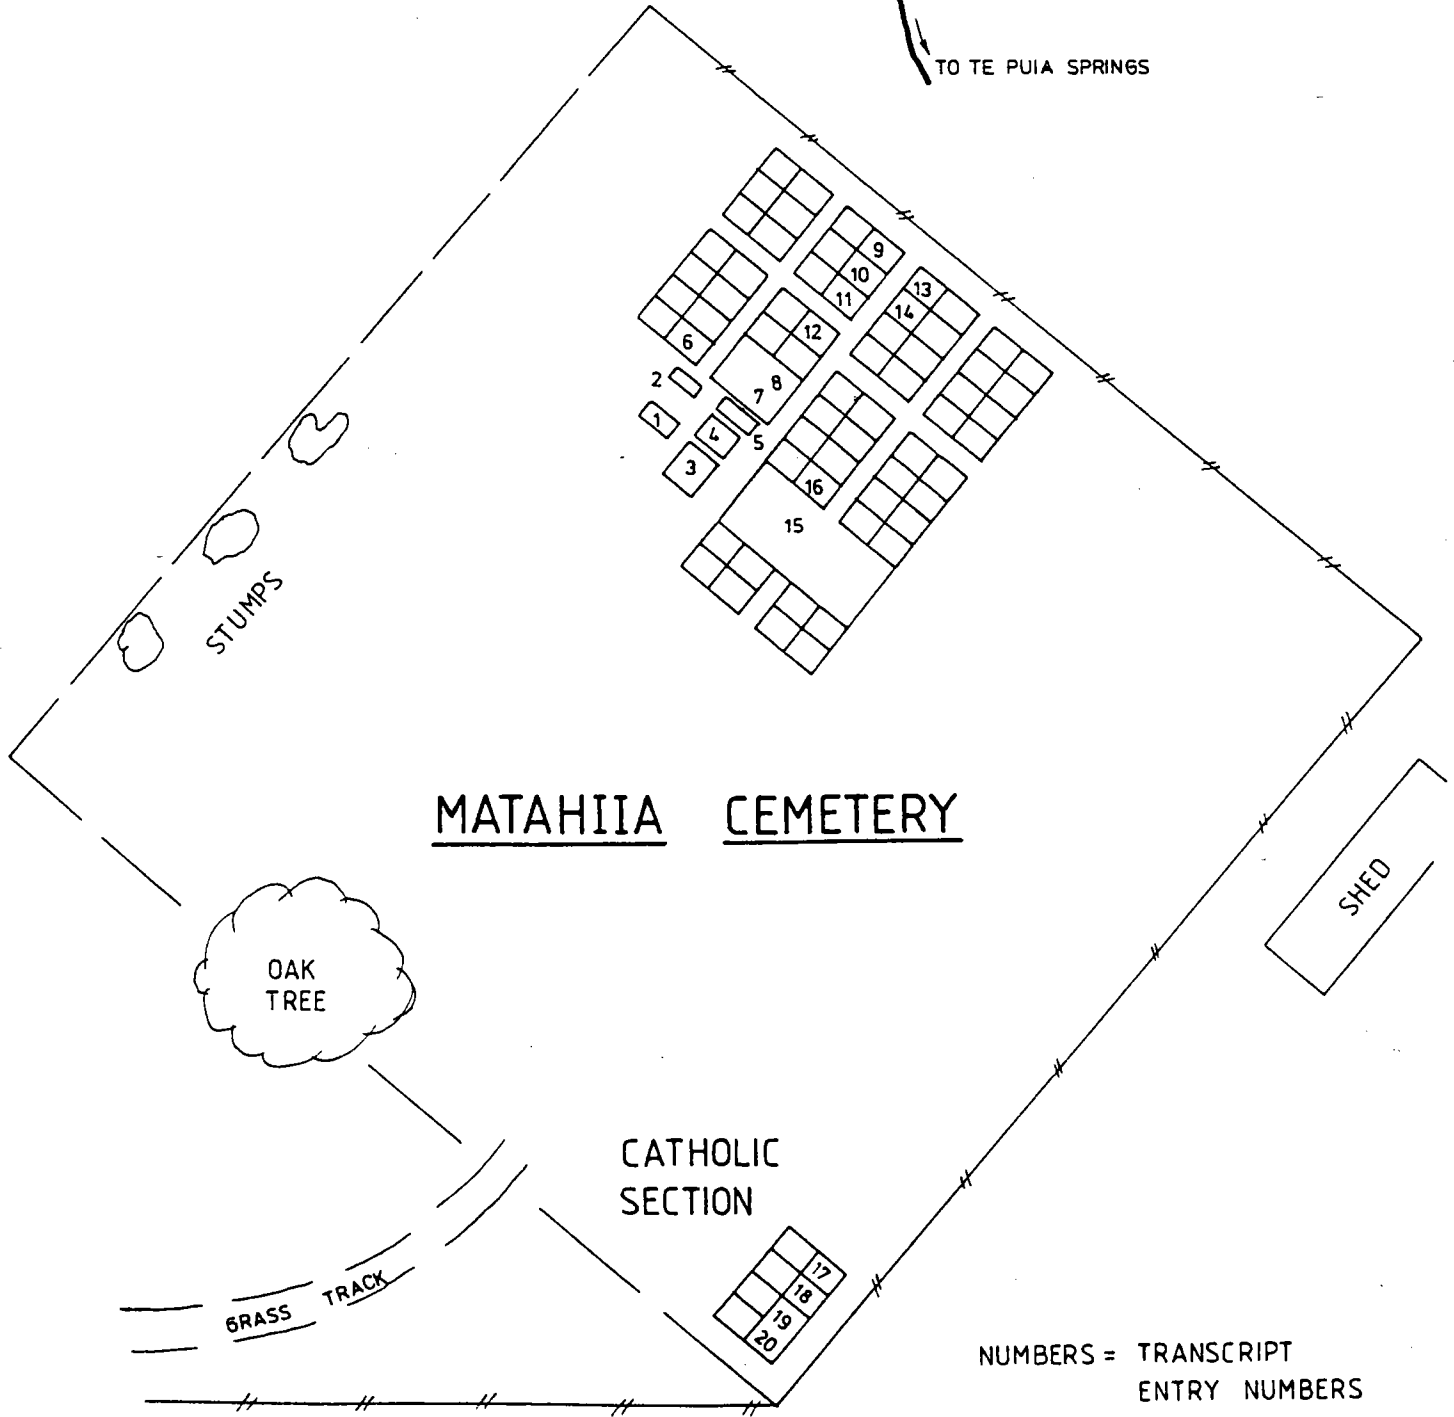 TO TE PUIA SPRINGS
9
10
11
13
14
12
6
2
7 8
1
4
5
3
16
15
STUMPS
MATAHIIA CEMETERY
SHED
OAK
TREE
CATHOLIC
SECTION
17
18
19
20
GRASS TRACK
NUMBERS = TRANSCRIPT
ENTRY NUMBERS